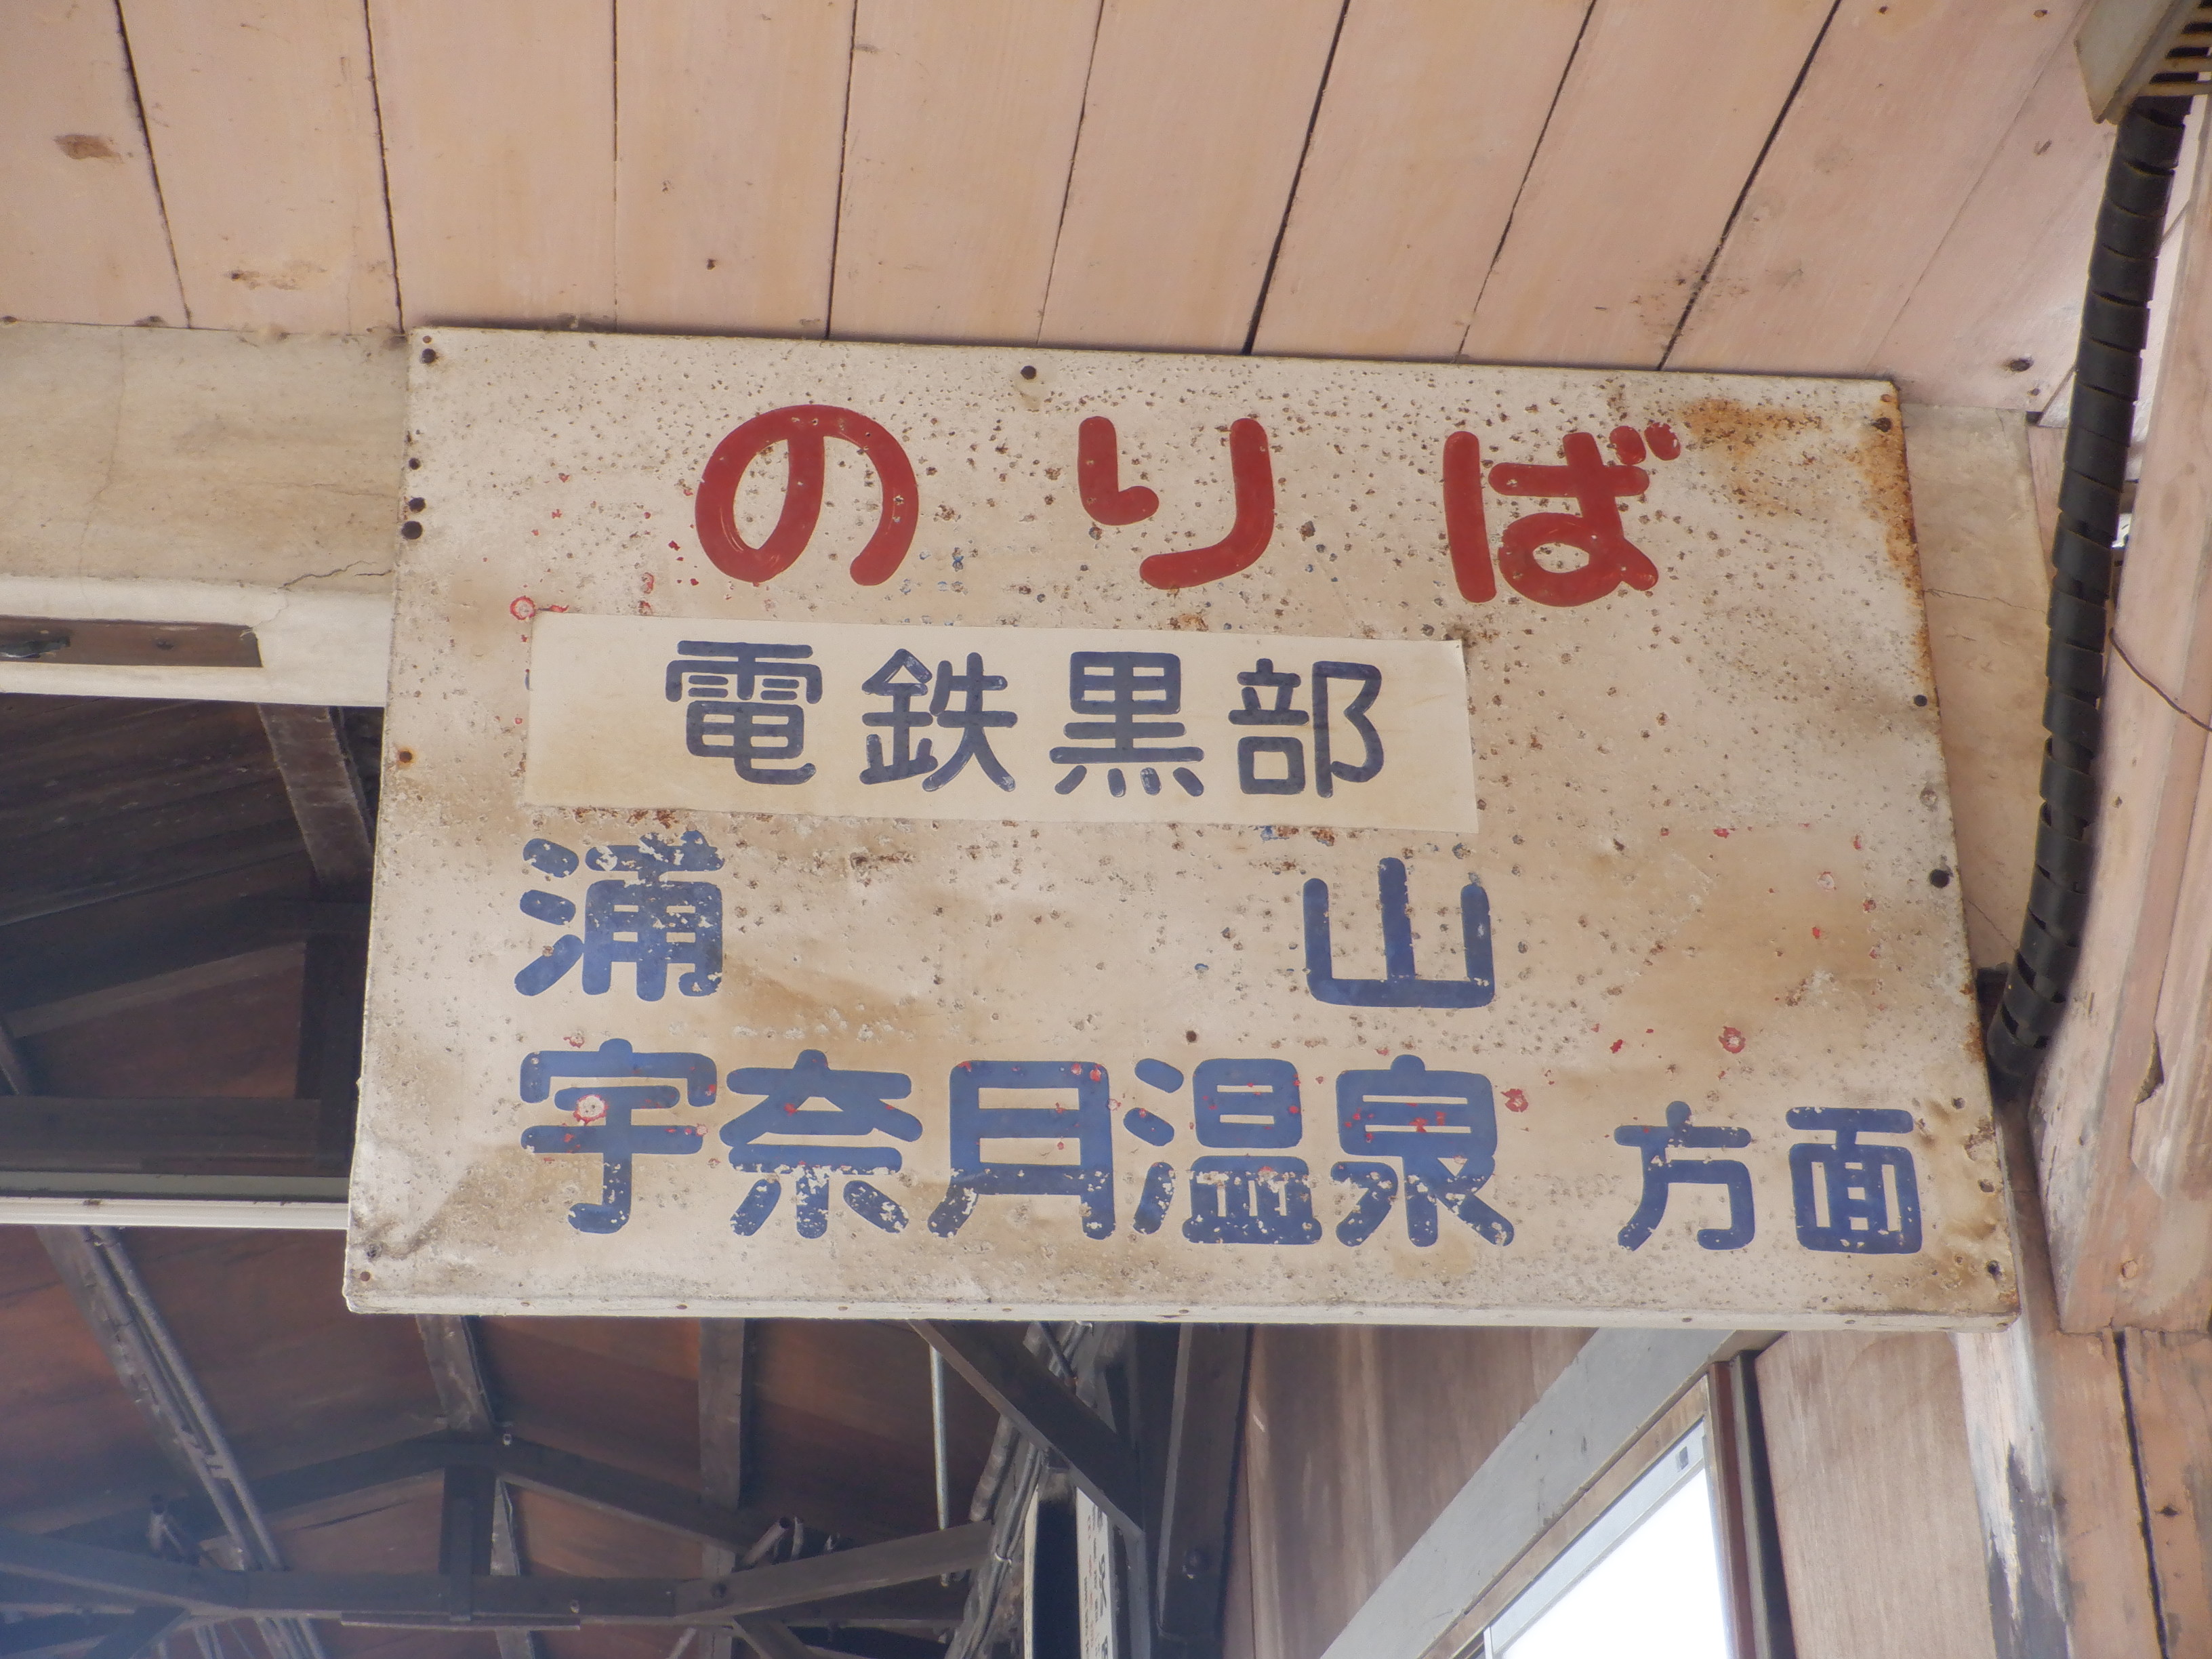 のりば
電鉄黒部
浦山
宇奈月温泉 方面